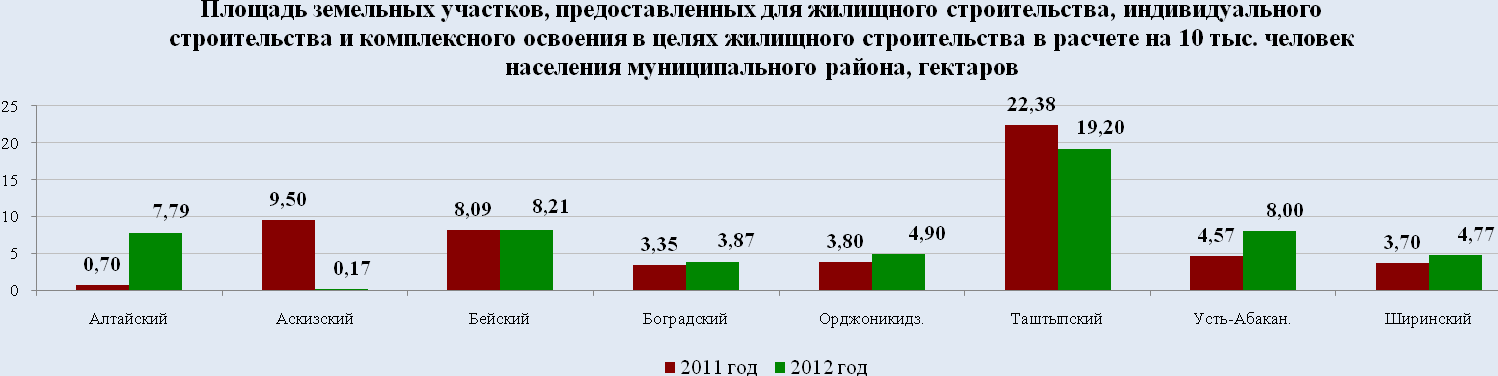 Площадь земельных участков, предоставленных для жилищного строительства, индивидуального
строительства и комплексного освоения в целях жилищного строительства в расчете на 10 тыс. человек
населения муниципального района, гектаров
25
20
15
10
5
0
0,70
7,79
9,50
0,17
8,09
8,21
3,35
3,87
3,80
4,90
22,38
19,20
4,57
8,00
3,70
4,77
Алтайский
Аскизский
Бейский
Боградский
Орджоникидз.
Таштыпский
Усть-Абакан.
Ширинский
2011 год
2012 год